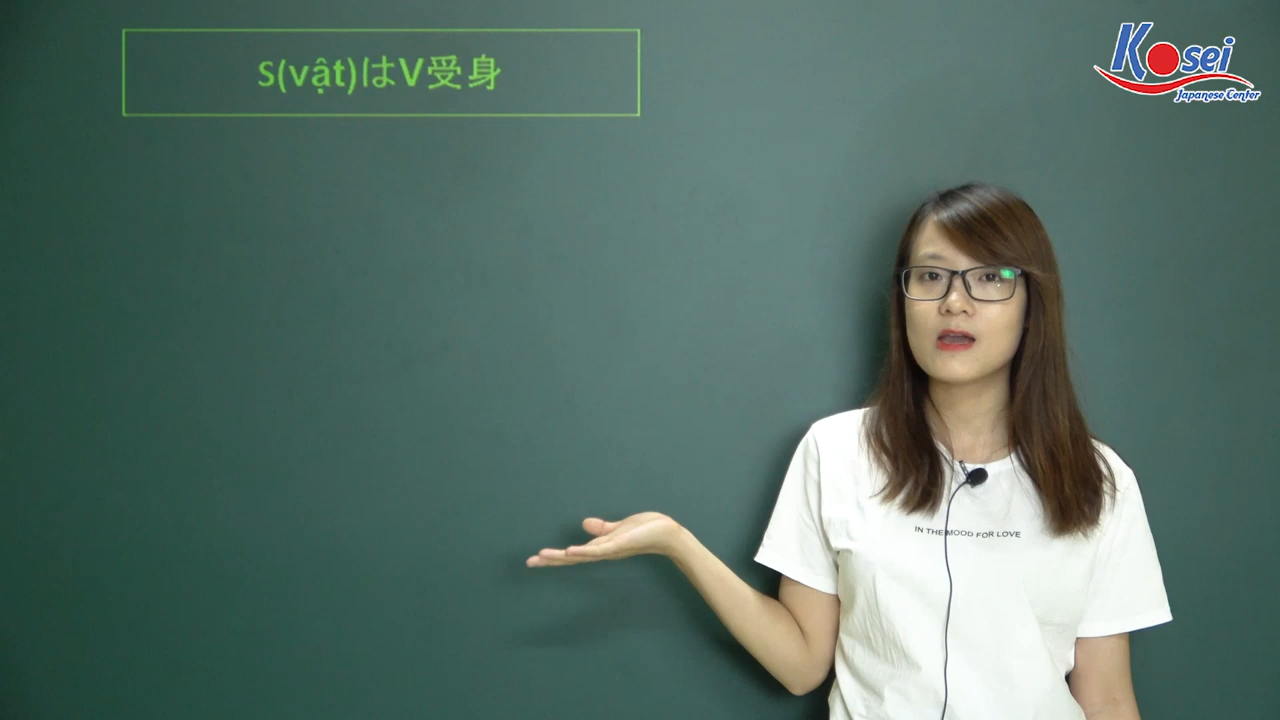 S(vật)はV受身
Kosei
Japanese Center
IN THE MOOD FOR LOVE